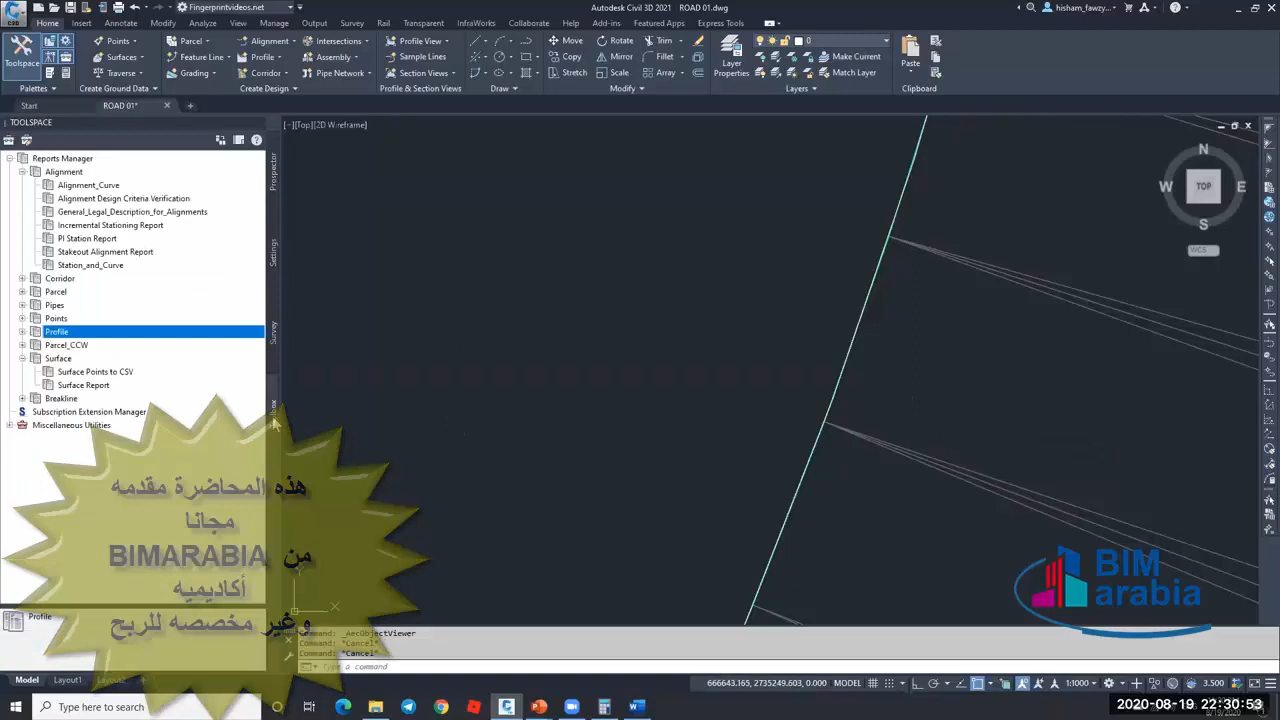 Fingerprintvideos.net
Autodesk Civil 3D 2021 ROAD 01.dwg
hisham_fawzy...
Home Insert Annotate Modify Analyze View Manage Output Survey Rail Transparent InfraWorks Collaborate Help Add-ins Featured Apps Express Tools
Toolspace
Palettes
Points
Surfaces
Traverse
Create Ground Data
Parcel
Feature Line
Grading
Alignment
Profile
Corridor
Intersections
Assembly
Pipe Network
Create Design
Profile View
Sample Lines
Section Views
Profile & Section Views
Draw
Move
Copy
Stretch
Rotate
Mirror
Scale
Trim
Fillet
Array
Modify
Layer Properties
0
Make Current
Match Layer
Layers
Paste
Clipboard
Start
ROAD 01*
TOOLSPACE
[−][Top][2D Wireframe]
Reports Manager
Alignment
Alignment_Curve
Alignment Design Criteria Verification
General_Legal_Description_for_Alignments
Incremental Stationing Report
PI Station Report
Stakeout Alignment Report
Station_and_Curve
Corridor
Parcel
Pipes
Points
Profile
Parcel_CCW
Surface
Surface Points to CSV
Surface Report
Breakline
Subscription Extension Manager
Miscellaneous Utilities
Prospector
Settings
Survey
N
W
TOP
E
S
WCS
هذه المحاضرة مقدمه
مجانا
من BIMARABIA
أكاديميه
وغير مخصصه للربح
BIM
arabia
Profile
Command: _AecObjectViewer
Command: *Cancel*
Command: *Cancel*
Type a command
Model
Layout1
Layout2
666643.165, 2735249.603, 0.000
MODEL
1:1000
3.500
Type here to search
2020-08-19 22:30:53